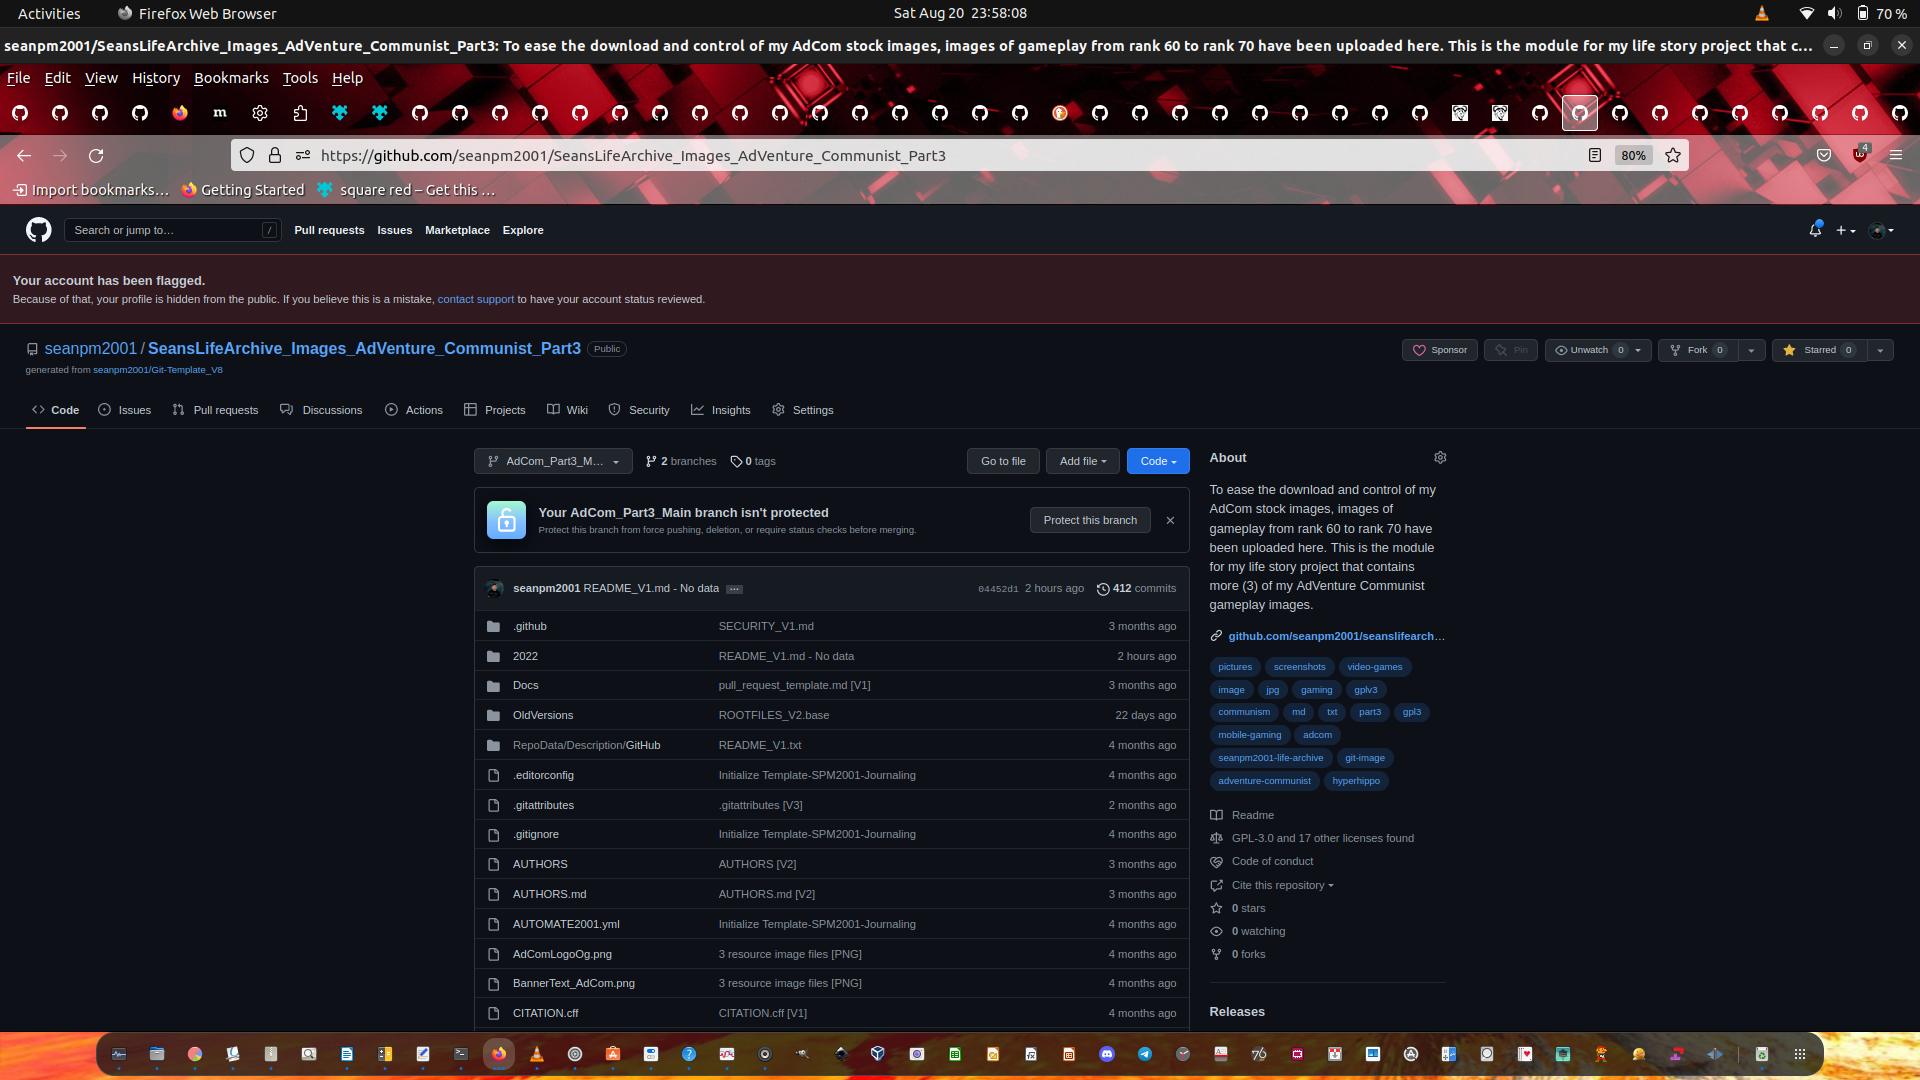 Activities
Firefox Web Browser
Sat Aug 20 23:58:08
70 %
seanpm2001/SeansLifeArchive_Images_AdVenture_Communist_Part3: To ease the download and control of my AdCom stock images, images of gameplay from rank 60 to rank 70 have been uploaded here. This is the module for my life story project that c…
File Edit View History Bookmarks Tools Help
m
https://github.com/seanpm2001/SeansLifeArchive_Images_AdVenture_Communist_Part3
80%
4
Import bookmarks… Getting Started square red – Get this …
Search or jump to… /
Pull requests Issues Marketplace Explore
Your account has been flagged.
Because of that, your profile is hidden from the public. If you believe this is a mistake, contact support to have your account status reviewed.
seanpm2001 / SeansLifeArchive_Images_AdVenture_Communist_Part3 Public
Sponsor Pin Unwatch 0 Fork 0 Starred 0
generated from seanpm2001/Git-Template_V8
Code Issues Pull requests Discussions Actions Projects Wiki Security Insights Settings
AdCom_Part3_M… 2 branches 0 tags Go to file Add file Code
Your AdCom_Part3_Main branch isn't protected
Protect this branch from force pushing, deletion, or require status checks before merging.
Protect this branch
seanpm2001 README_V1.md - No data … 04452d1 2 hours ago 412 commits
.github SECURITY_V1.md 3 months ago
2022 README_V1.md - No data 2 hours ago
Docs pull_request_template.md [V1] 3 months ago
OldVersions ROOTFILES_V2.base 22 days ago
RepoData/Description/GitHub README_V1.txt 4 months ago
.editorconfig Initialize Template-SPM2001-Journaling 4 months ago
.gitattributes .gitattributes [V3] 2 months ago
.gitignore Initialize Template-SPM2001-Journaling 4 months ago
AUTHORS AUTHORS [V2] 3 months ago
AUTHORS.md AUTHORS.md [V2] 3 months ago
AUTOMATE2001.yml Initialize Template-SPM2001-Journaling 4 months ago
AdComLogoOg.png 3 resource image files [PNG] 4 months ago
BannerText_AdCom.png 3 resource image files [PNG] 4 months ago
CITATION.cff CITATION.cff [V1] 4 months ago
About
To ease the download and control of my
AdCom stock images, images of
gameplay from rank 60 to rank 70 have
been uploaded here. This is the module
for my life story project that contains
more (3) of my AdVenture Communist
gameplay images.
github.com/seanpm2001/seanslifearch…
pictures screenshots video-games
image jpg gaming gplv3
communism md txt part3 gpl3
mobile-gaming adcom
seanpm2001-life-archive git-image
adventure-communist hyperhippo
Readme
GPL-3.0 and 17 other licenses found
Code of conduct
Cite this repository
0 stars
0 watching
0 forks
Releases